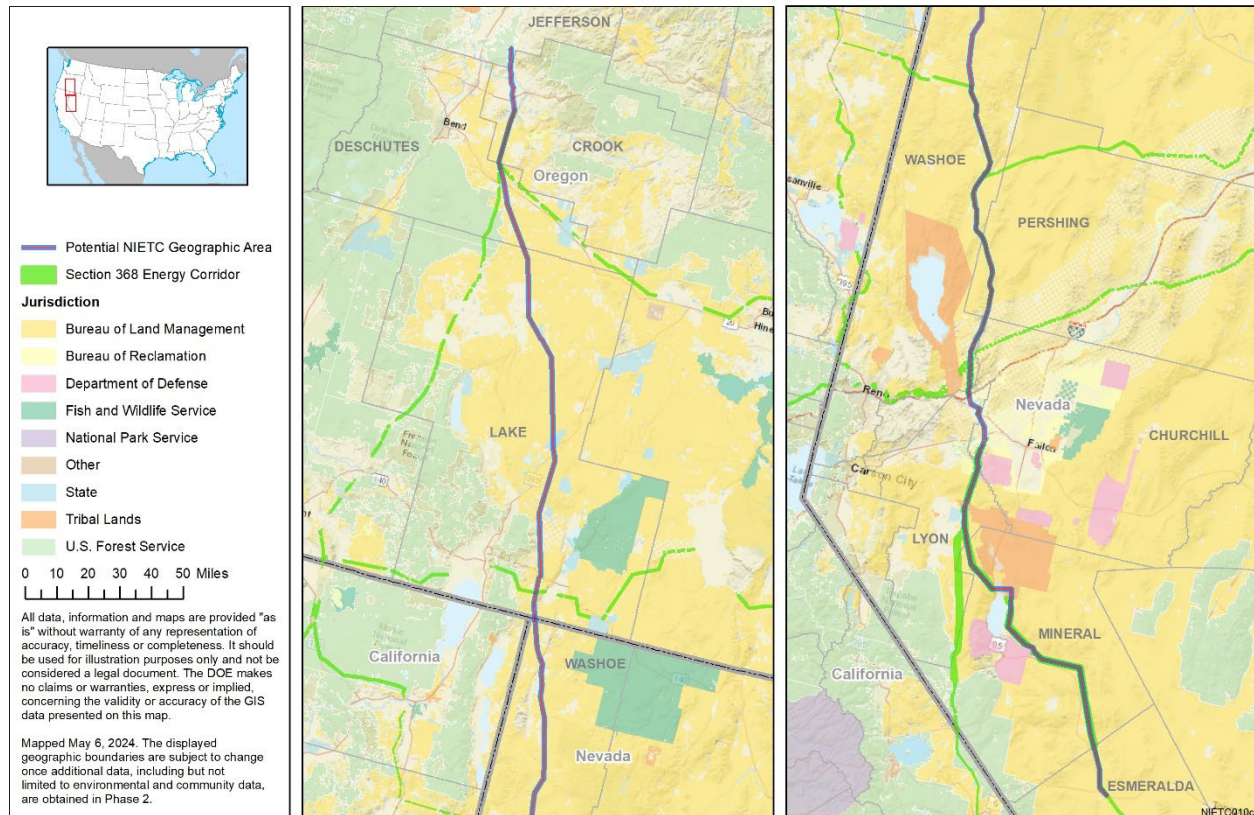 Potential NIETC Geographic Area
Section 368 Energy Corridor
Jurisdiction
Bureau of Land Management
Bureau of Reclamation
Department of Defense
Fish and Wildlife Service
National Park Service
Other
State
Tribal Lands
U.S. Forest Service
0 10 20 30 40 50 Miles
All data, information and maps are provided "as
is" without warranty of any representation of
accuracy, timeliness or completeness. It should
be used for illustration purposes only and not be
considered a legal document. The DOE makes
no claims or warranties, express or implied,
concerning the validity or accuracy of the GIS
data presented on this map.
Mapped May 6, 2024. The displayed
geographic boundaries are subject to change
once additional data, including but not
limited to environmental and community data,
are obtained in Phase 2.
JEFFERSON
Bend
DESCHUTES
CROOK
Oregon
20
LAKE
395
140
California
WASHOE
Nevada
WASHOE
PERSHING
Reno
Nevada
Fallon
CHURCHILL
Carson City
LYON
MINERAL
95
California
ESMERALDA